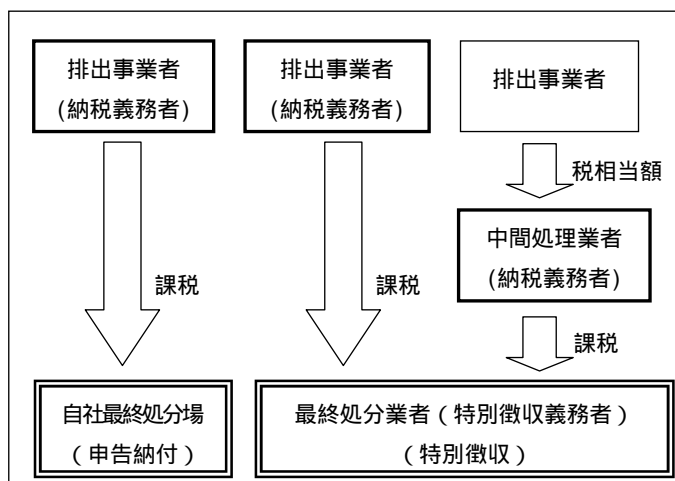 排出事業者
(納税義務者)
排出事業者
(納税義務者)
排出事業者
税相当額
中間処理業者
(納税義務者)
課税
課税
課税
自社最終処分場
(申告納付)
最終処分業者(特別徴収義務者)
(特別徴収)